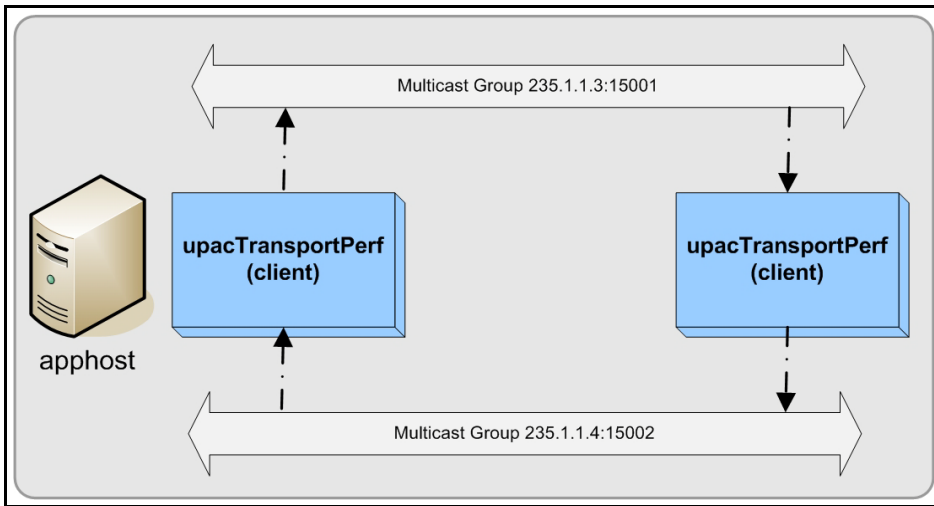 Multicast Group 235.1.1.3:15001
upacTransportPerf
(client)
upacTransportPerf
(client)
apphost
Multicast Group 235.1.1.4:15002